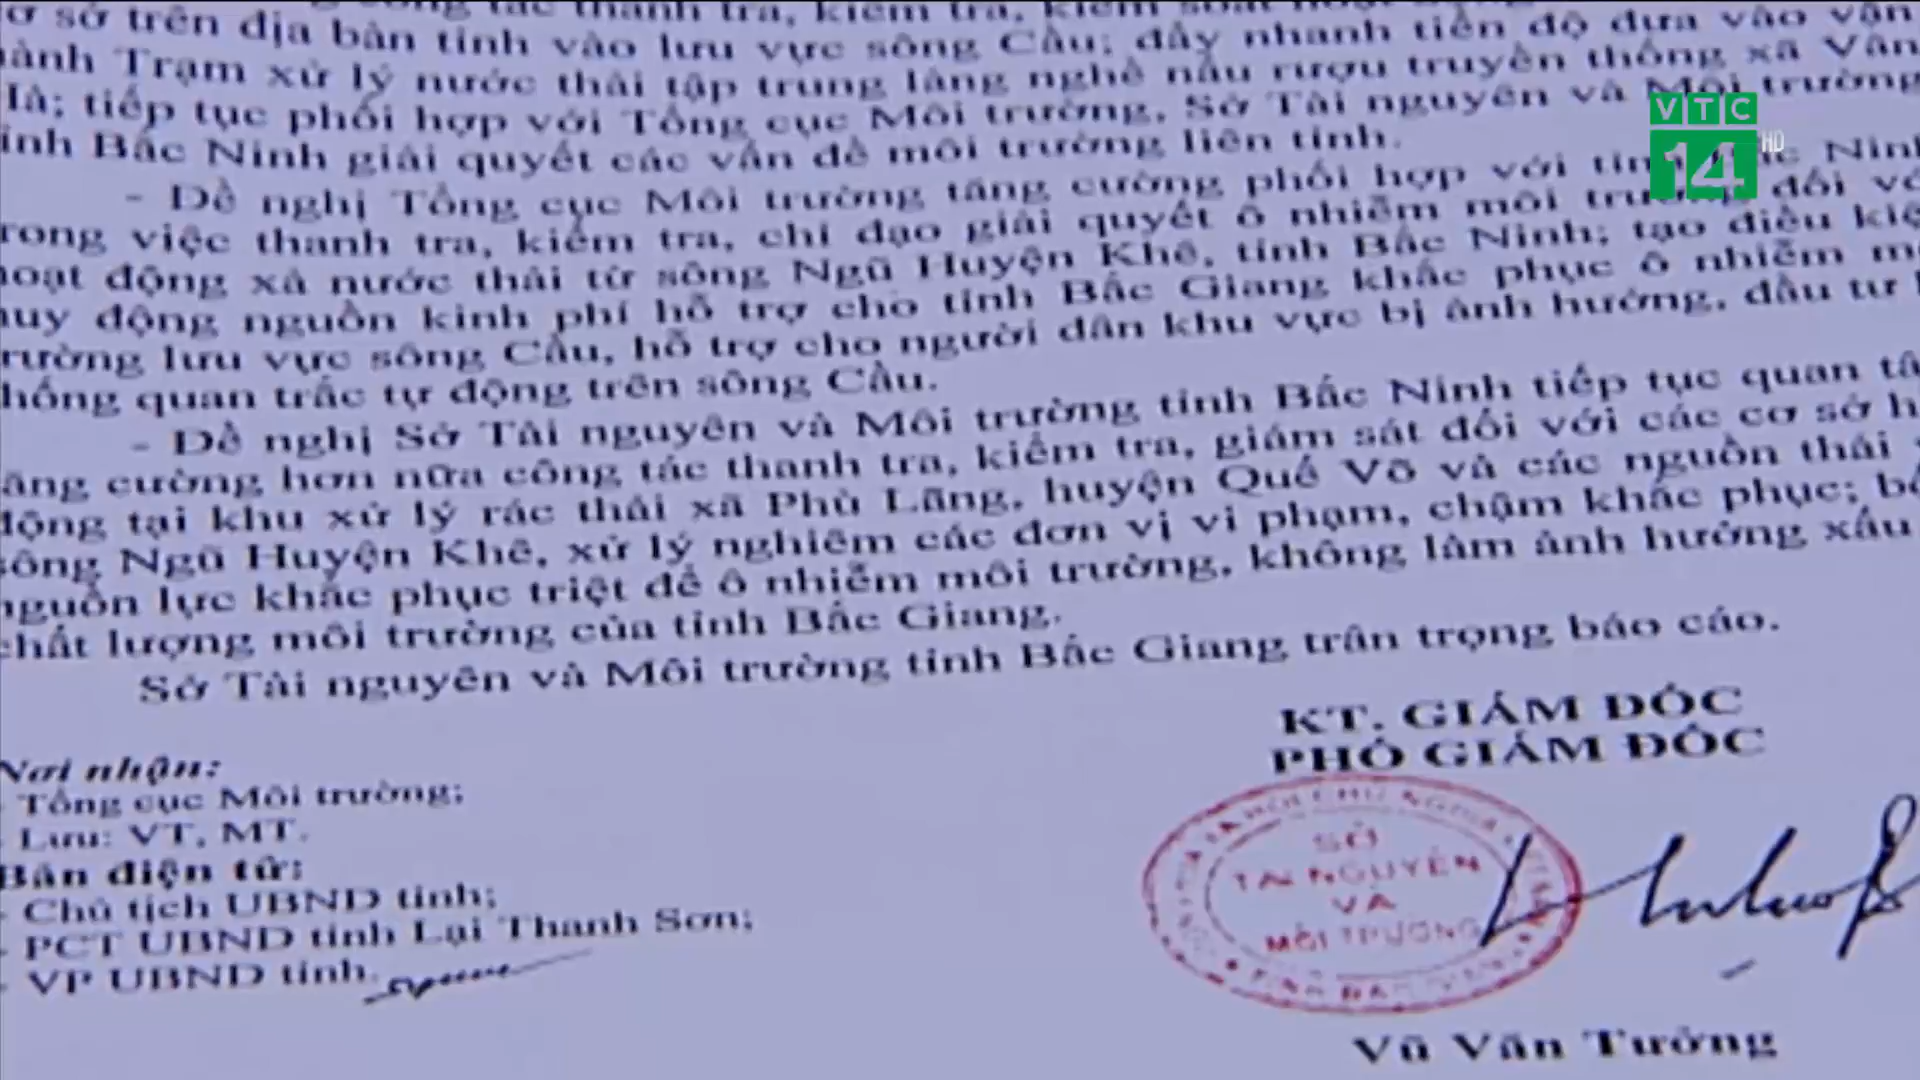 công tác thanh tra, kiểm tra, kiểm soát hoạt động
sở trên địa bàn tỉnh vào lưu vực sông Cầu; đẩy nhanh tiến độ đưa vào vận
hành Trạm xử lý nước thải tập trung làng nghề nấu rượu truyền thống xã Vân
Hà; tiếp tục phối hợp với Tổng cục Môi trường, Sở Tài nguyên và Môi trường
tỉnh Bắc Ninh giải quyết các vấn đề môi trường liên tỉnh.
- Đề nghị Tổng cục Môi trường tăng cường phối hợp với tỉnh Bắc Ninh
trong việc thanh tra, kiểm tra, chỉ đạo giải quyết ô nhiễm môi trường đối với
hoạt động xả nước thải từ sông Ngũ Huyện Khê, tỉnh Bắc Ninh; tạo điều kiệ
huy động nguồn kinh phí hỗ trợ cho tỉnh Bắc Giang khắc phục ô nhiễm mô
trường lưu vực sông Cầu, hỗ trợ cho người dân khu vực bị ảnh hưởng, đầu tư h
thống quan trắc tự động trên sông Cầu.
- Đề nghị Sở Tài nguyên và Môi trường tỉnh Bắc Ninh tiếp tục quan tâ
tăng cường hơn nữa công tác thanh tra, kiểm tra, giám sát đối với các cơ sở h
động tại khu xử lý rác thải xã Phù Lãng, huyện Quế Võ và các nguồn thải
sông Ngũ Huyện Khê, xử lý nghiêm các đơn vị vi phạm, chậm khắc phục; bố
nguồn lực khắc phục triệt để ô nhiễm môi trường, không làm ảnh hưởng xấu
chất lượng môi trường của tỉnh Bắc Giang.
Sở Tài nguyên và Môi trường tỉnh Bắc Giang trân trọng báo cáo.
KT. GIÁM ĐỐC
PHÓ GIÁM ĐỐC
Nơi nhận:
- Tổng cục Môi trường;
- Lưu: VT, MT.
Bản điện tử:
- Chủ tịch UBND tỉnh;
- PCT UBND tỉnh Lại Thanh Sơn;
- VP UBND tỉnh.
SỞ
TÀI NGUYÊN
VÀ
MÔI TRƯỜNG
Vũ Văn Tưởng
VTC
14 HD